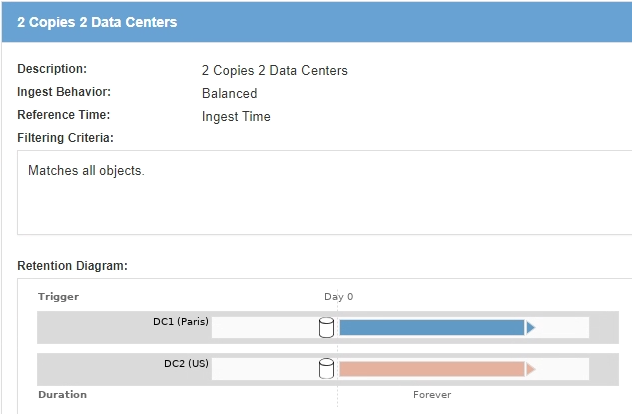 2 Copies 2 Data Centers
Description: 2 Copies 2 Data Centers
Ingest Behavior: Balanced
Reference Time: Ingest Time
Filtering Criteria:
Matches all objects.
Retention Diagram:
Trigger Day 0
DC1 (Paris)
DC2 (US)
Duration Forever